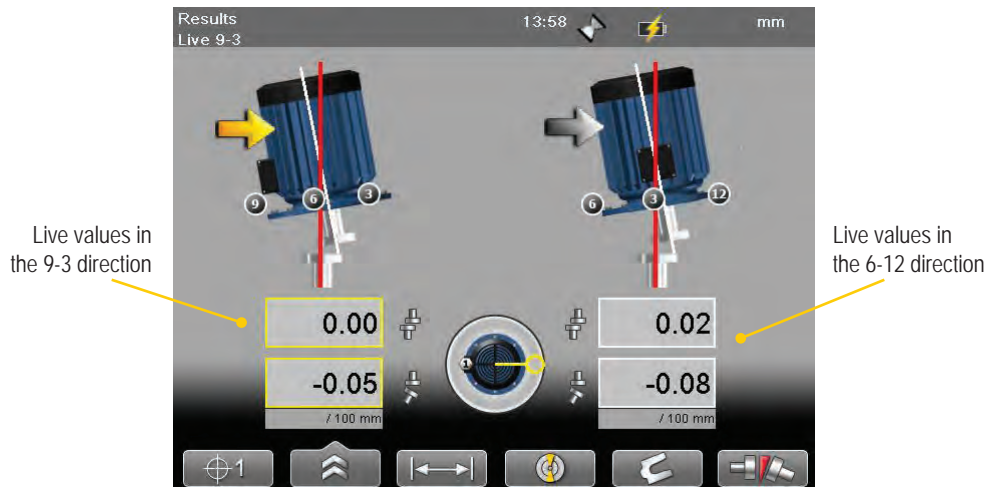 Results
Live 9-3
13:58
mm
9
6
3
6
3
12
Live values in
the 9-3 direction
Live values in
the 6-12 direction
0.00
0.02
1
-0.05
-0.08
/ 100 mm
/ 100 mm
1